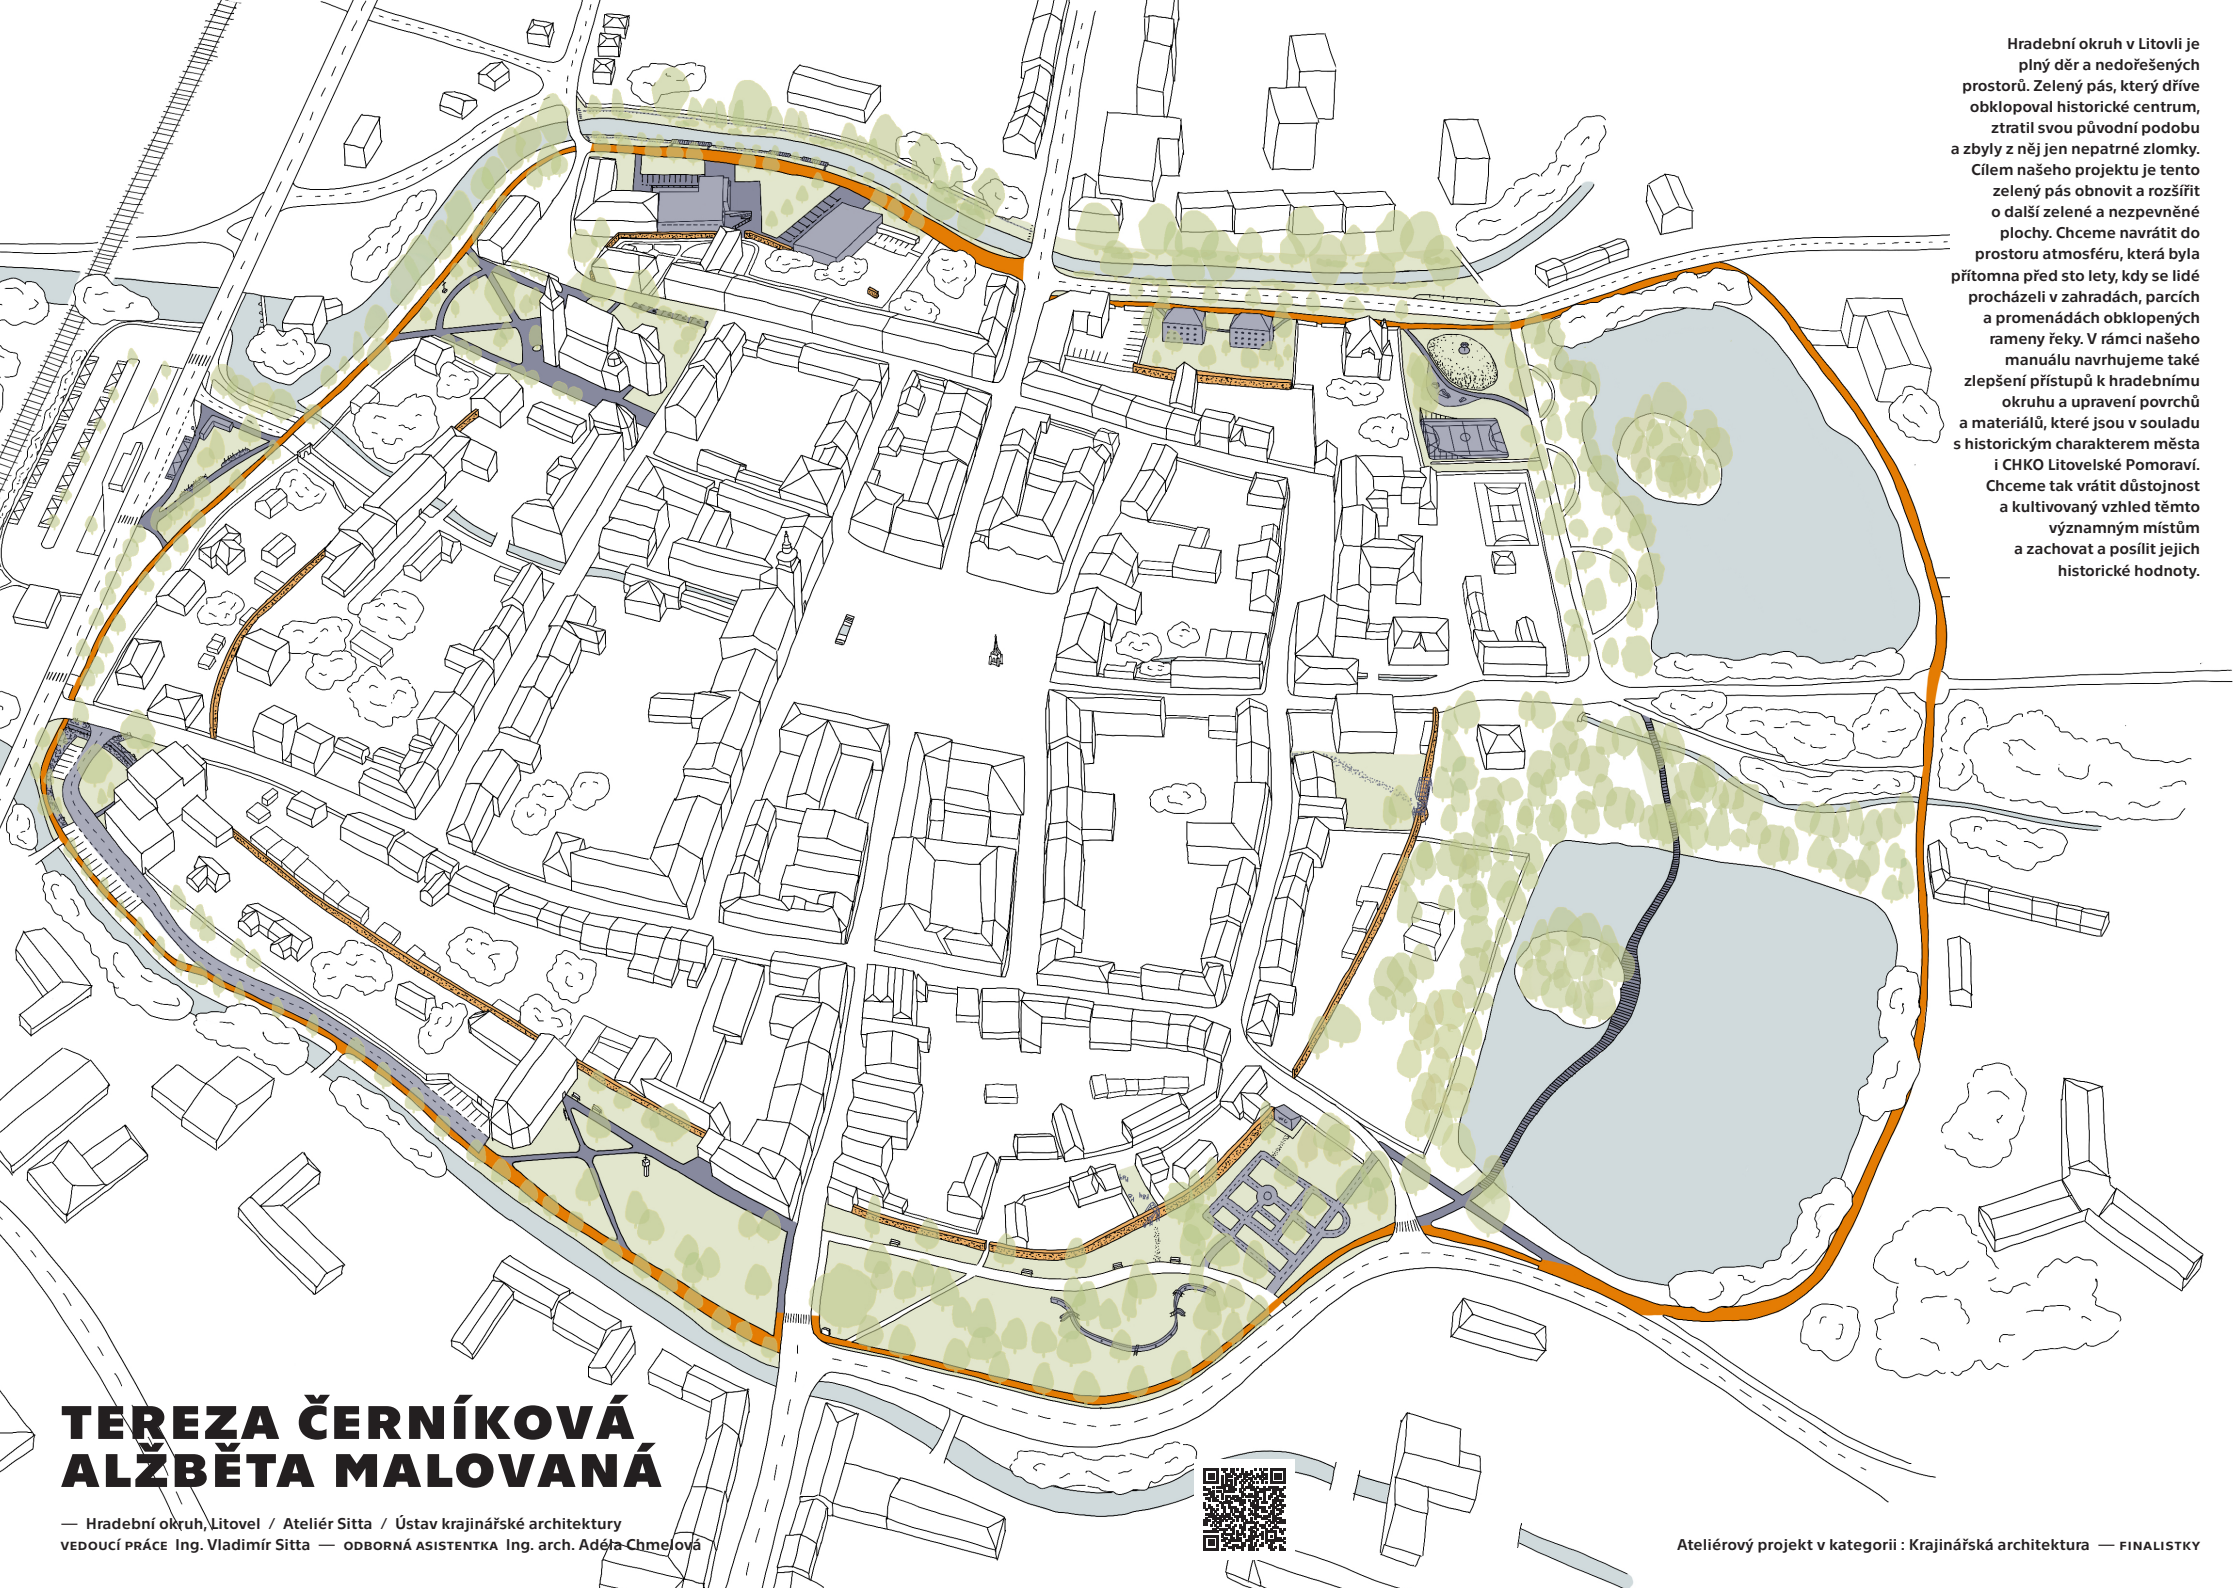 Hradební okruh v Litovli je
plný děr a nedořešených
prostorů. Zelený pás, který dříve
obklopoval historické centrum,
ztratil svou původní podobu
a zbyly z něj jen nepatrné zlomky.
Cílem našeho projektu je tento
zelený pás obnovit a rozšířit
o další zelené a nezpevněné
plochy. Chceme navrátit do
prostoru atmosféru, která byla
přítomna před sto lety, kdy se lidé
procházeli v zahradách, parcích
a promenádách obklopených
rameny řeky. V rámci našeho
manuálu navrhujeme také
zlepšení přístupů k hradebnímu
okruhu a upravení povrchů
a materiálů, které jsou v souladu
s historickým charakterem města
i CHKO Litovelské Pomoraví.
Chceme tak vrátit důstojnost
a kultivovaný vzhled těmto
významným místům
a zachovat a posílit jejich
historické hodnoty.
TEREZA ČERNÍKOVÁ
ALŽBĚTA MALOVANÁ
— Hradební okruh, Litovel / Ateliér Sitta / Ústav krajinářské architektury
VEDOUCÍ PRÁCE Ing. Vladimír Sitta — ODBORNÁ ASISTENTKA Ing. arch. Adéla Chmelová
Ateliérový projekt v kategorii : Krajinářská architektura — FINALISTKY